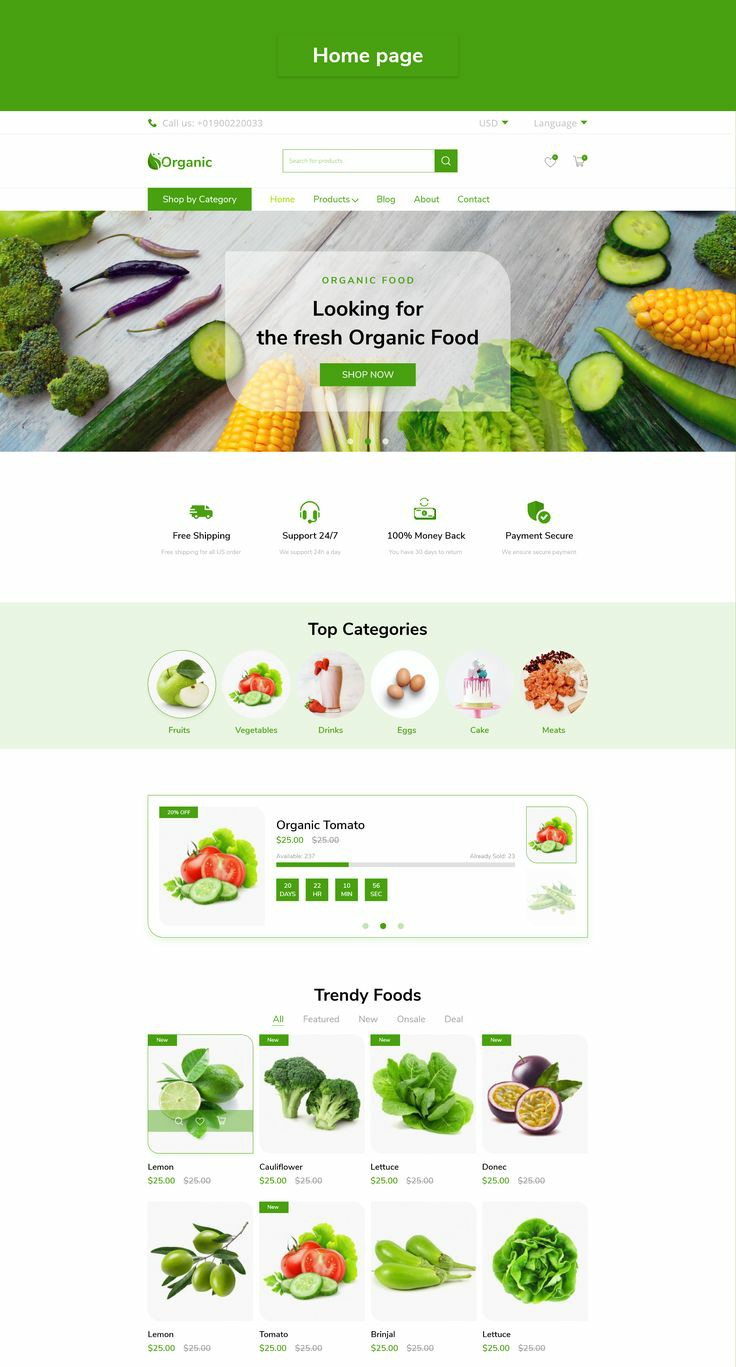 Home page
Call us: +01900220033 USD Language
Organic
Search for products
Shop by Category Home Products Blog About Contact
ORGANIC FOOD
Looking for
the fresh Organic Food
SHOP NOW
Free Shipping Support 24/7 100% Money Back Payment Secure
Free shipping for all US order We support 24h a day You have 30 days to return We ensure secure payment
Top Categories
Fruits Vegetables Drinks Eggs Cake Meats
20% OFF
Organic Tomato
$25.00 $25.00
Available: 237 Already Sold: 23
20 22 10 56
DAYS HR MIN SEC
Trendy Foods
All Featured New Onsale Deal
New New New New
Lemon Cauliflower Lettuce Donec
$25.00 $25.00 $25.00 $25.00 $25.00 $25.00 $25.00 $25.00
New
Lemon Tomato Brinjal Lettuce
$25.00 $25.00 $25.00 $25.00 $25.00 $25.00 $25.00 $25.00